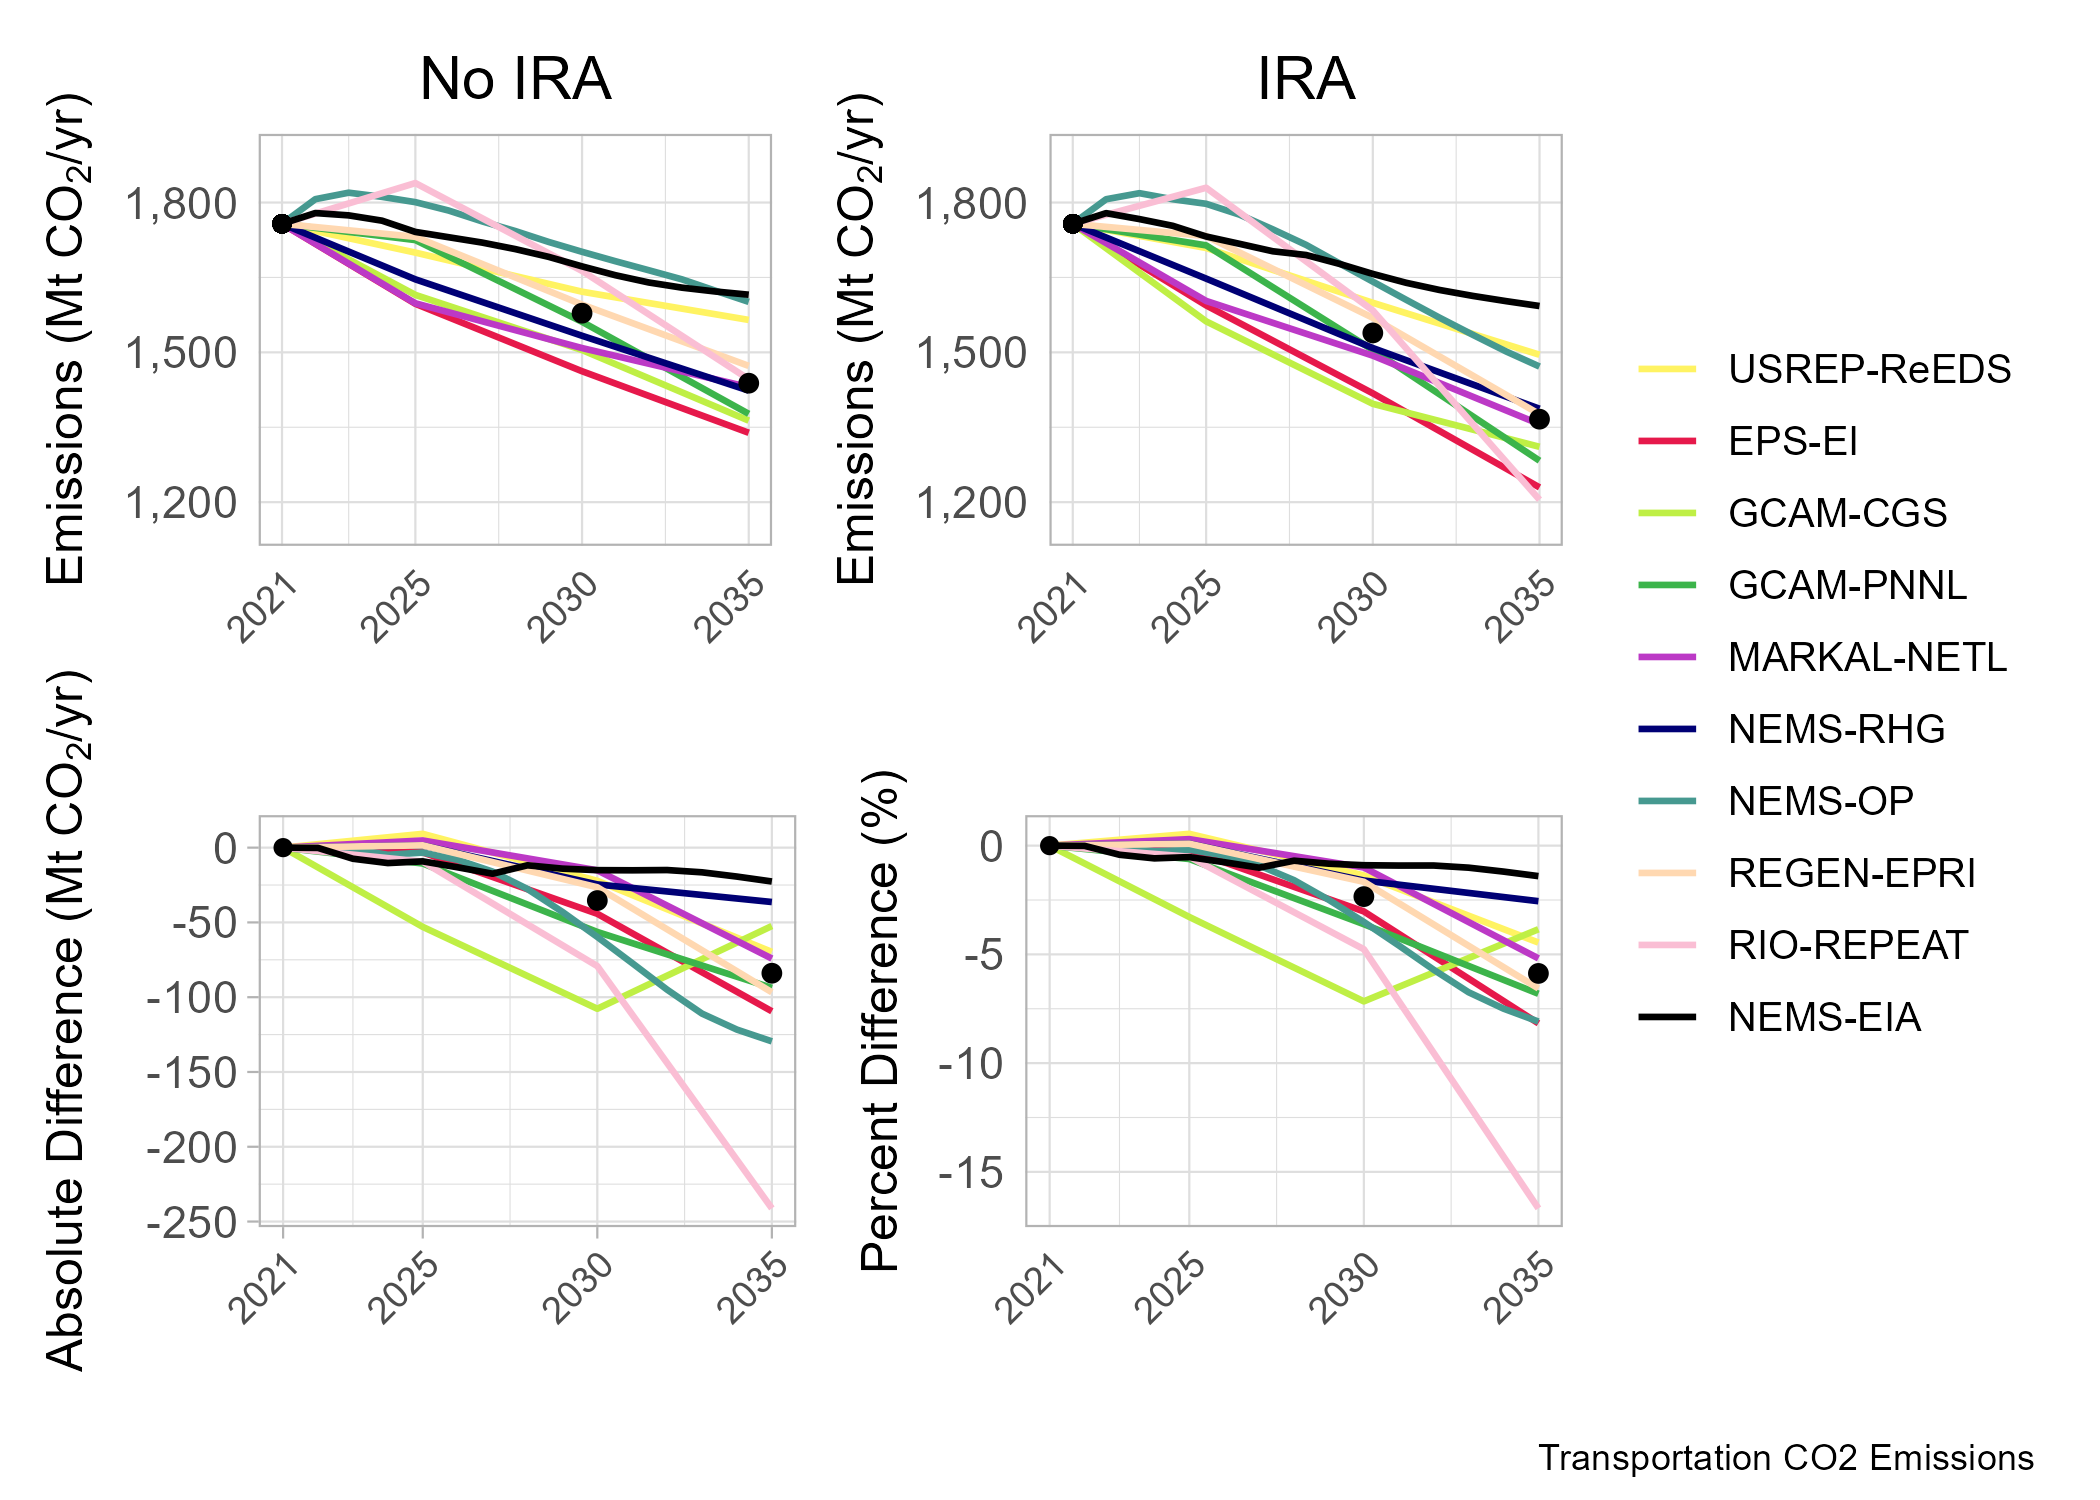 No IRA
IRA
Emissions (Mt CO2/yr)
1,800
1,500
1,200
2021
2025
2030
2035
Emissions (Mt CO2/yr)
1,800
1,500
1,200
2021
2025
2030
2035
USREP-ReEDS
EPS-EI
GCAM-CGS
GCAM-PNNL
MARKAL-NETL
NEMS-RHG
NEMS-OP
REGEN-EPRI
RIO-REPEAT
NEMS-EIA
Absolute Difference (Mt CO2/yr)
0
-50
-100
-150
-200
-250
2021
2025
2030
2035
Percent Difference (%)
0
-5
-10
-15
2021
2025
2030
2035
Transportation CO2 Emissions